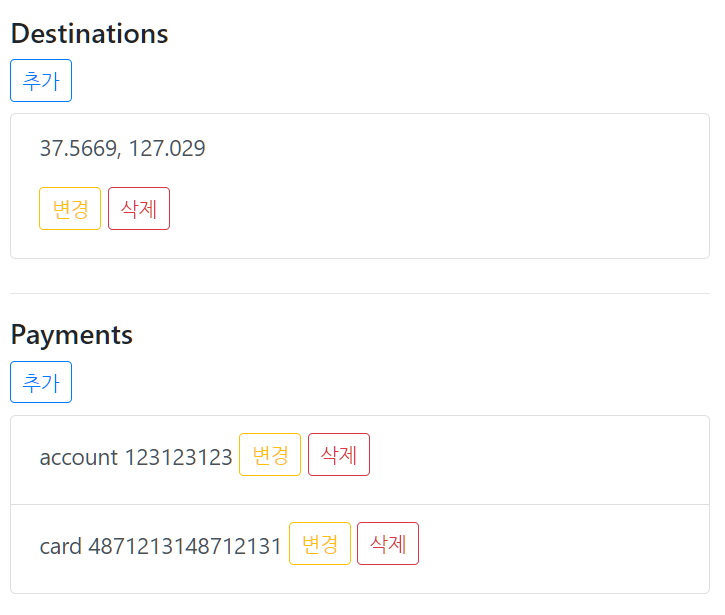 Destinations
추가
37.5669, 127.029
변경 삭제
Payments
추가
account 123123123 변경 삭제
card 4871213148712131 변경 삭제